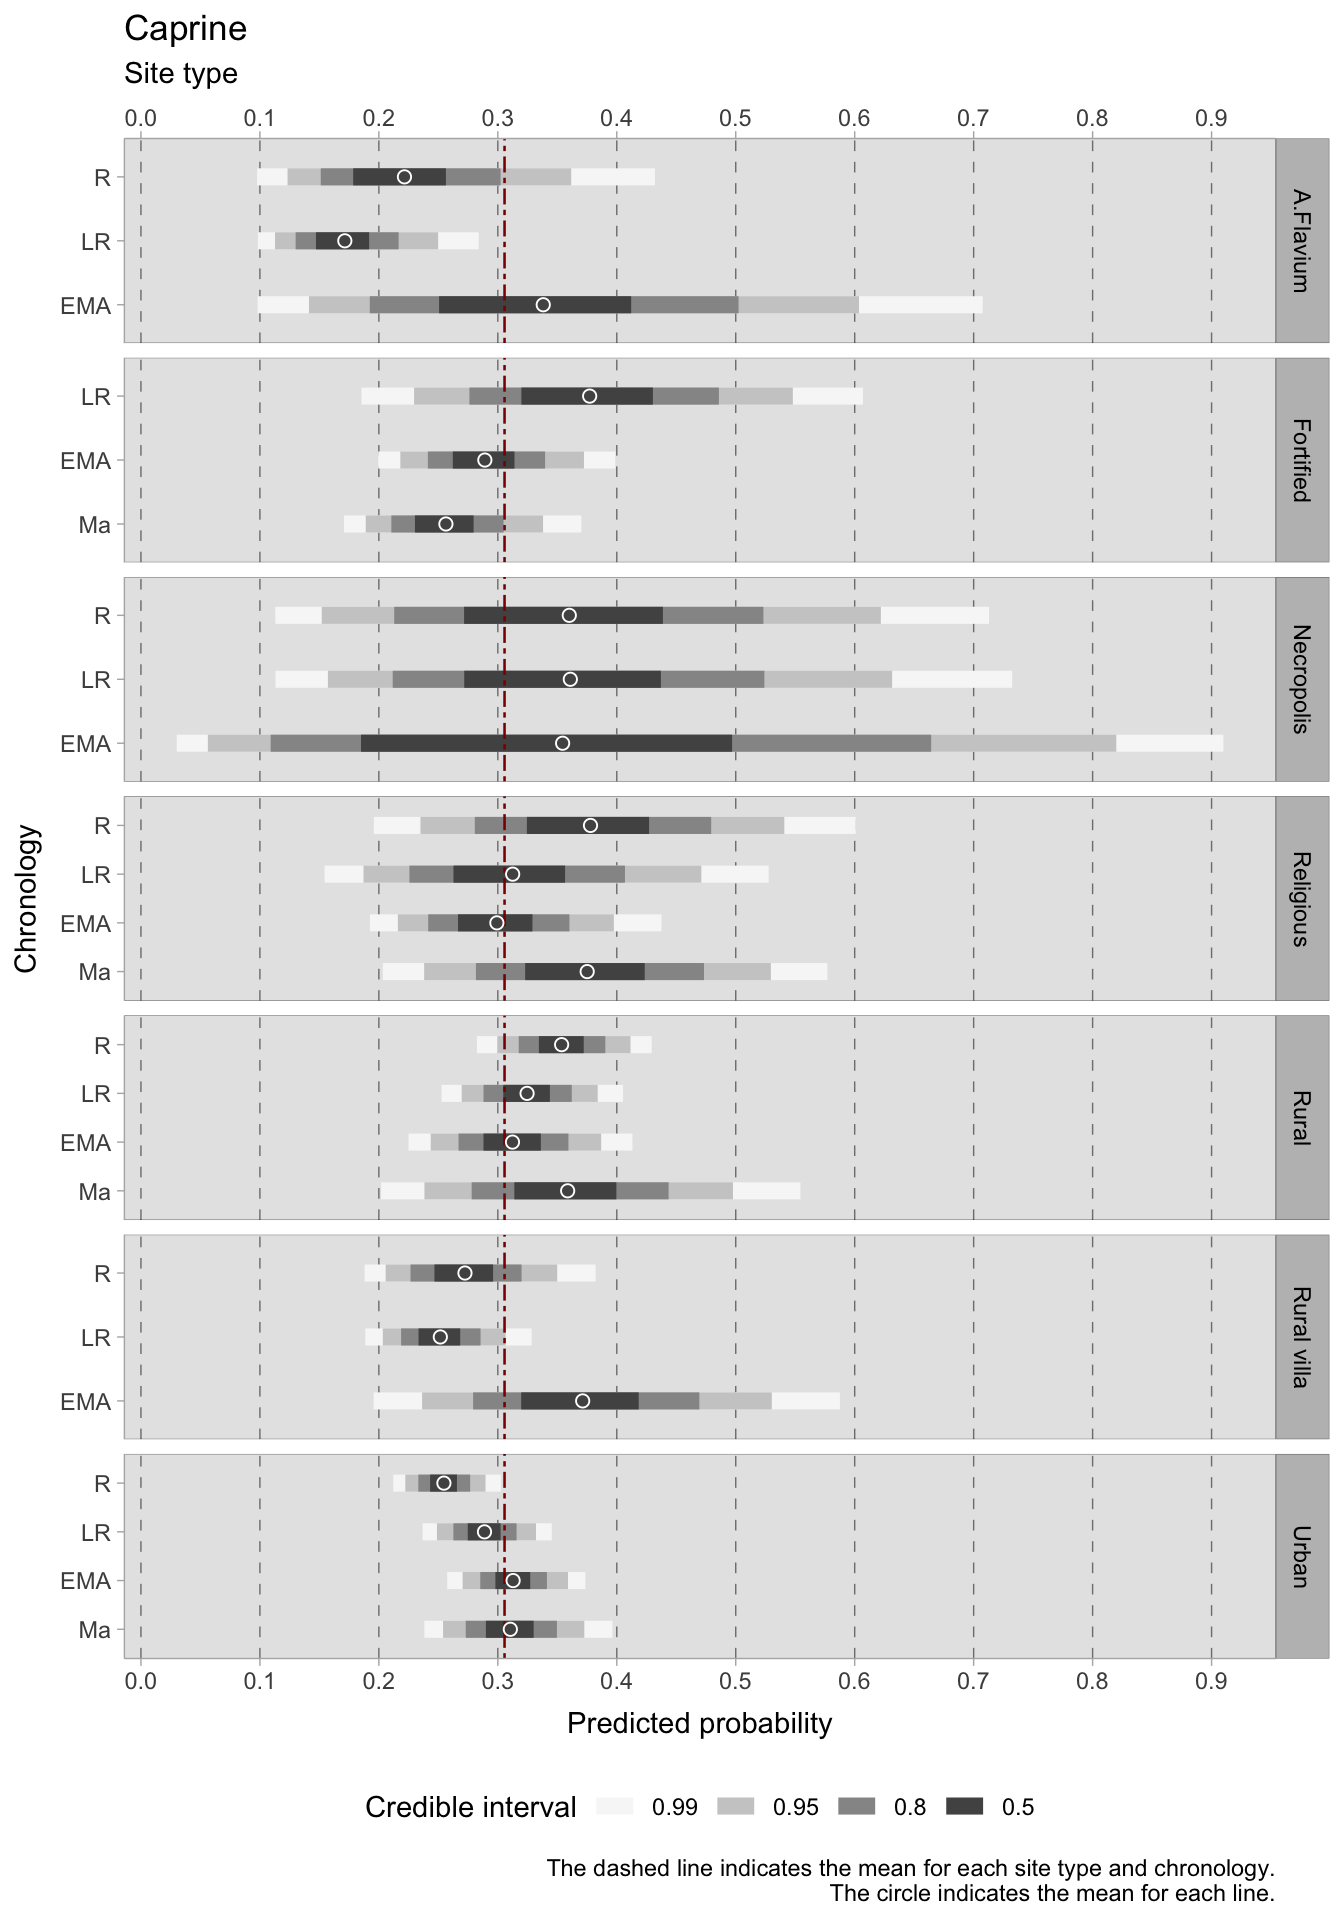 Caprine
Site type
0.0 0.1 0.2 0.3 0.4 0.5 0.6 0.7 0.8 0.9
R
LR
EMA
A.Flavium
LR
EMA
Ma
Fortified
R
LR
EMA
Necropolis
R
LR
EMA
Ma
Religious
R
LR
EMA
Ma
Rural
R
LR
EMA
Rural villa
R
LR
EMA
Ma
Urban
Chronology
0.0 0.1 0.2 0.3 0.4 0.5 0.6 0.7 0.8 0.9
Predicted probability
Credible interval 0.99 0.95 0.8 0.5
The dashed line indicates the mean for each site type and chronology.
The circle indicates the mean for each line.